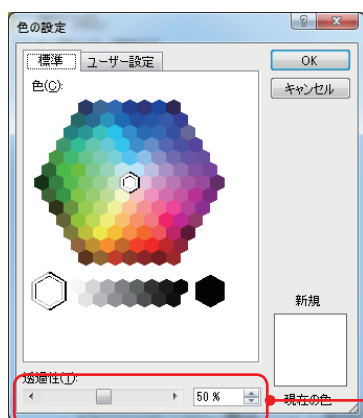 色の設定
標準 ユーザー設定
OK
キャンセル
色(C):
新規
透過性(T):
50 %
現在の色